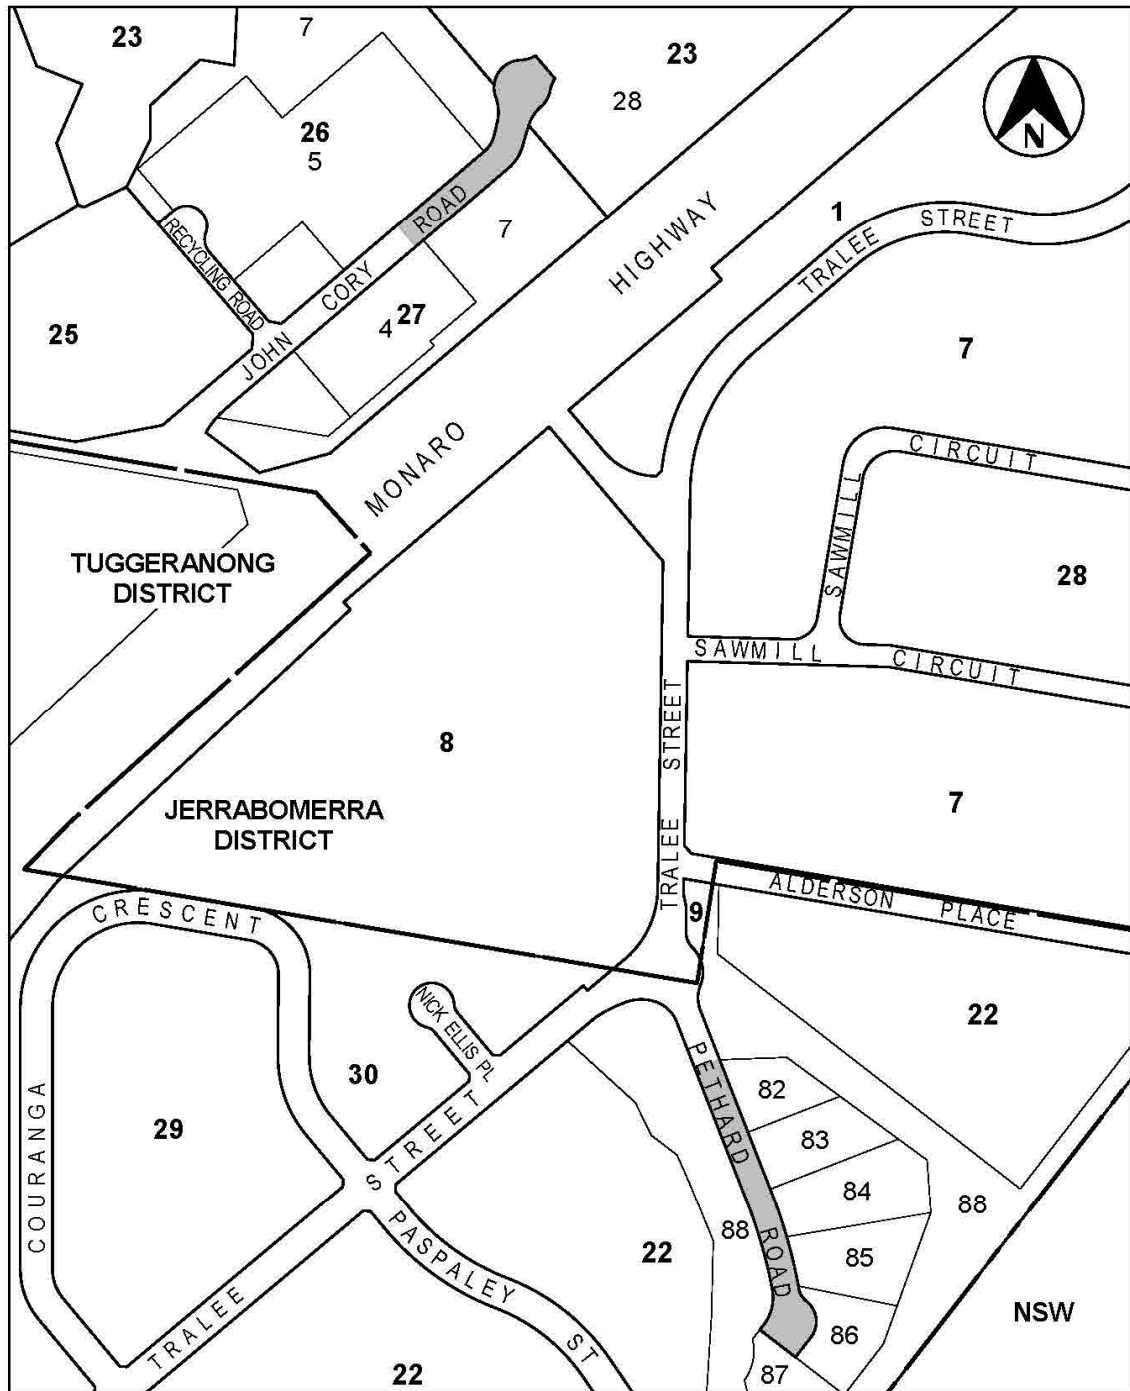 23
7
23
28
26
5
N
ROAD
7
HIGHWAY
1
TRALEE STREET
RECYCLING ROAD
CORY
4
27
JOHN
25
7
MONARO
CIRCUIT
SAWMILL
28
TUGGERANONG
DISTRICT
SAWMILL CIRCUIT
TRALEE STREET
8
7
JERRABOMERRA
DISTRICT
ALDERSON PLACE
9
CRESCENT
NICK ELLIS PL
22
30
PETHARD ROAD
82
29
83
STREET
84
88
COURANGA
PASPALEY ST
22
88
85
TRALEE
NSW
86
22
87